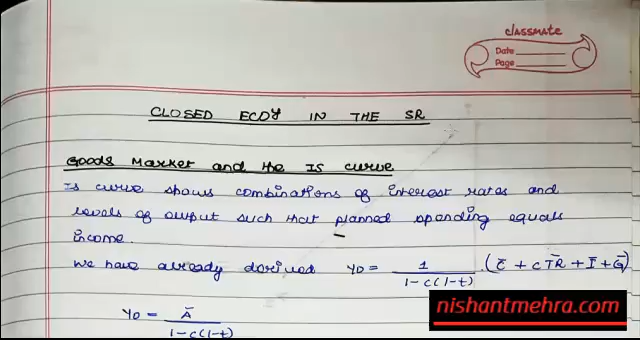 classmate
Date
Page
CLOSED ECOY IN THE SR
Goods Market and the IS curve
IS curve shows combinations of interest rates and
levels of output such that planned spending equals
income.
We have already derived Y0 = 1 / 1-c(1-t) . (C̄ + cT̄R̄ + Ī + Ḡ)
Y0 = Ā / 1-c(1-t)
nishantmehra.com